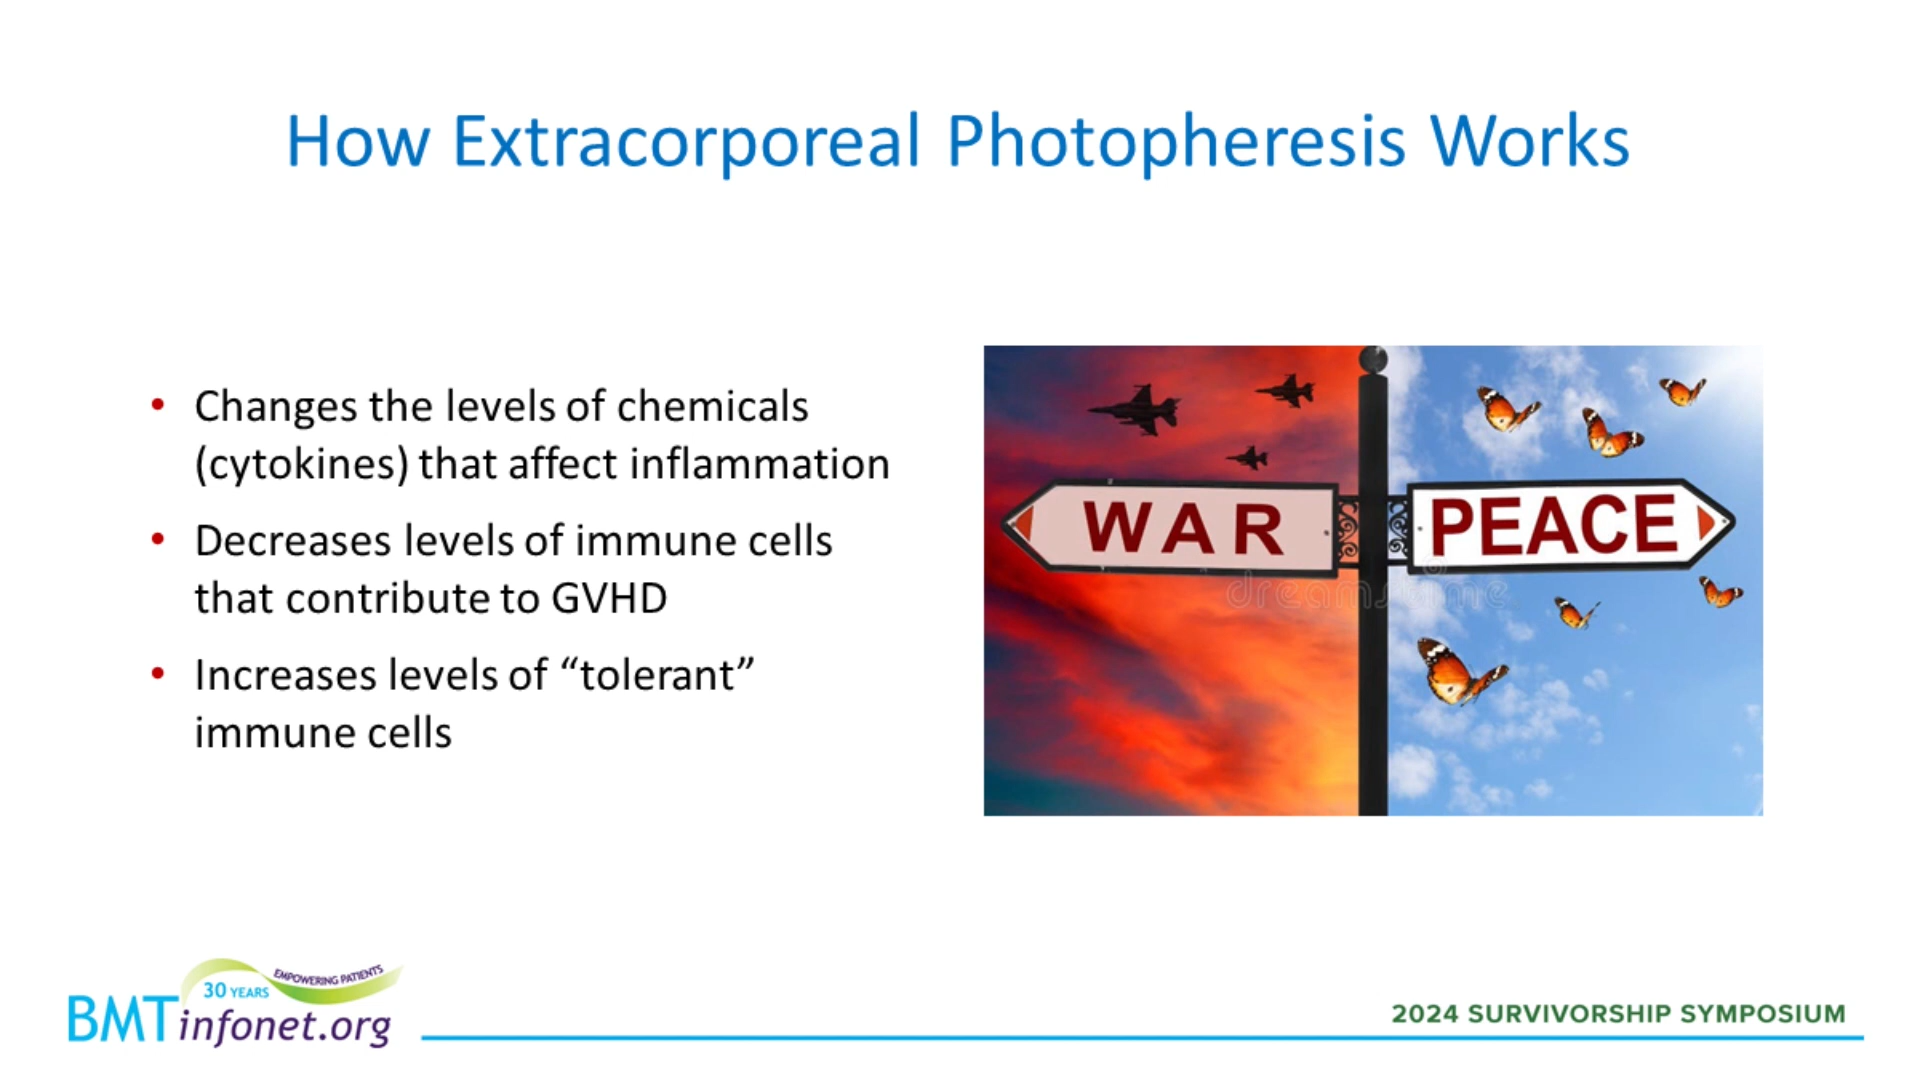 How Extracorporeal Photopheresis Works
• Changes the levels of chemicals
(cytokines) that affect inflammation
• Decreases levels of immune cells
that contribute to GVHD
• Increases levels of “tolerant”
immune cells
WAR
PEACE
dreamstime
EMPOWERING PATIENTS
30 YEARS
BMTinfonet.org
2024 SURVIVORSHIP SYMPOSIUM